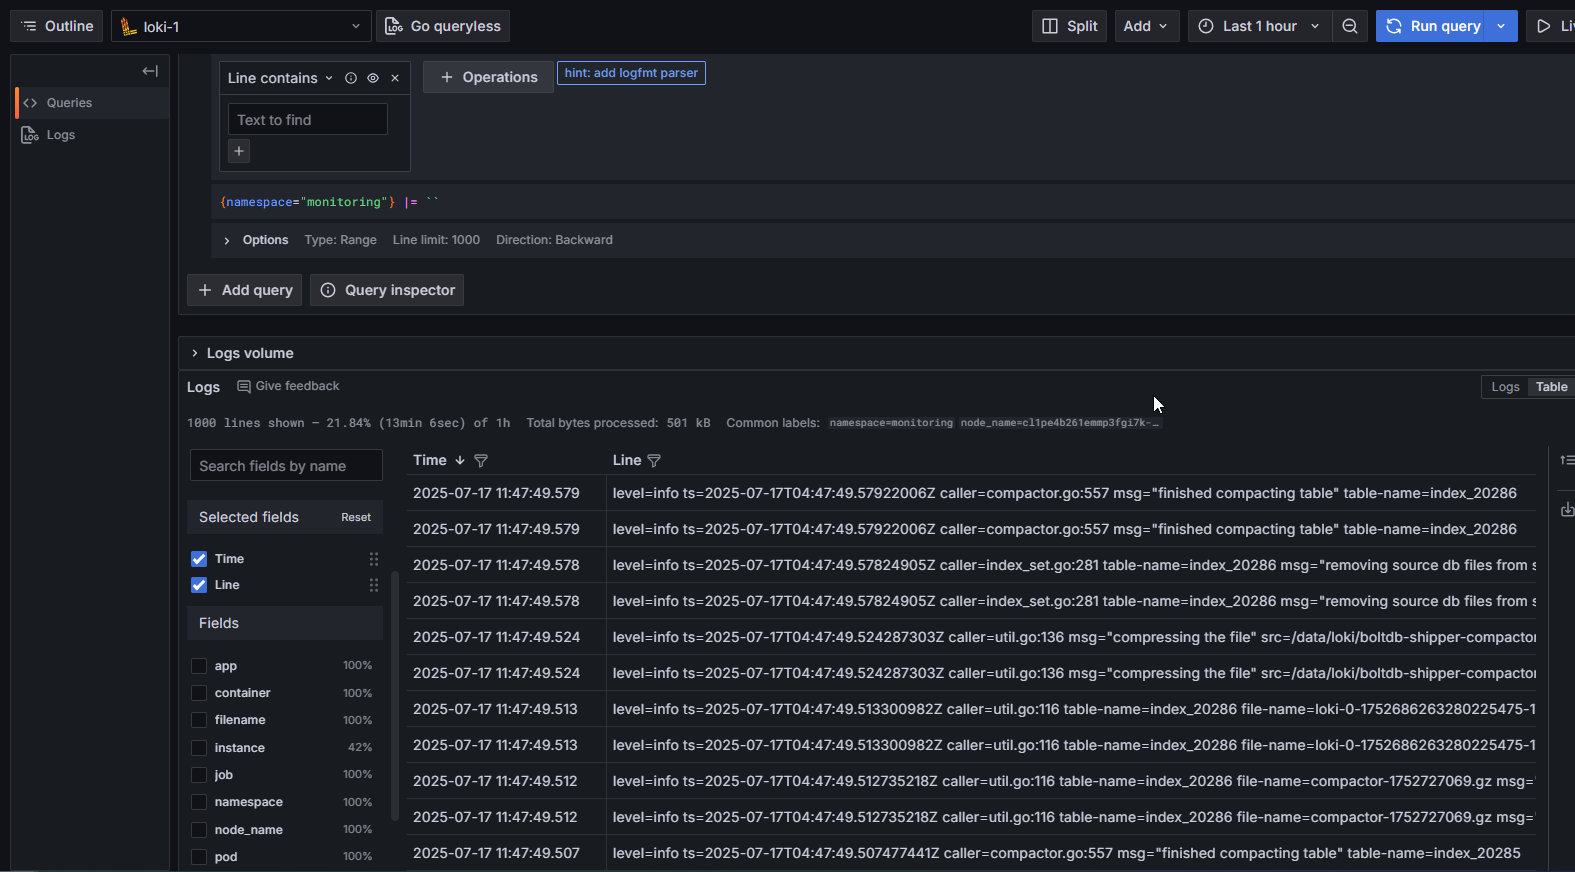 Outline
loki-1
Go queryless
Split
Add
Last 1 hour
Run query
Queries
Logs
Line contains
Operations
hint: add logfmt parser
Text to find
{namespace="monitoring"} |= ``
Options Type: Range Line limit: 1000 Direction: Backward
Add query
Query inspector
Logs volume
Logs Give feedback
Logs Table
1000 lines shown — 21.84% (13min 6sec) of 1h Total bytes processed: 501 kB Common labels: namespace=monitoring node_name=cl1pe4b261emmp3fgi7k-…
Search fields by name
Selected fields Reset
Time
Line
Fields
app 100%
container 100%
filename 100%
instance 42%
job 100%
namespace 100%
node_name 100%
pod 100%
Time Line
2025-07-17 11:47:49.579 level=info ts=2025-07-17T04:47:49.57922006Z caller=compactor.go:557 msg="finished compacting table" table-name=index_20286
2025-07-17 11:47:49.579 level=info ts=2025-07-17T04:47:49.57922006Z caller=compactor.go:557 msg="finished compacting table" table-name=index_20286
2025-07-17 11:47:49.578 level=info ts=2025-07-17T04:47:49.57824905Z caller=index_set.go:281 table-name=index_20286 msg="removing source db files from s
2025-07-17 11:47:49.578 level=info ts=2025-07-17T04:47:49.57824905Z caller=index_set.go:281 table-name=index_20286 msg="removing source db files from s
2025-07-17 11:47:49.524 level=info ts=2025-07-17T04:47:49.524287303Z caller=util.go:136 msg="compressing the file" src=/data/loki/boltdb-shipper-compactor
2025-07-17 11:47:49.524 level=info ts=2025-07-17T04:47:49.524287303Z caller=util.go:136 msg="compressing the file" src=/data/loki/boltdb-shipper-compactor
2025-07-17 11:47:49.513 level=info ts=2025-07-17T04:47:49.513300982Z caller=util.go:116 table-name=index_20286 file-name=loki-0-1752686263280225475-1
2025-07-17 11:47:49.513 level=info ts=2025-07-17T04:47:49.513300982Z caller=util.go:116 table-name=index_20286 file-name=loki-0-1752686263280225475-1
2025-07-17 11:47:49.512 level=info ts=2025-07-17T04:47:49.512735218Z caller=util.go:116 table-name=index_20286 file-name=compactor-1752727069.gz msg="
2025-07-17 11:47:49.512 level=info ts=2025-07-17T04:47:49.512735218Z caller=util.go:116 table-name=index_20286 file-name=compactor-1752727069.gz msg="
2025-07-17 11:47:49.507 level=info ts=2025-07-17T04:47:49.507477441Z caller=compactor.go:557 msg="finished compacting table" table-name=index_20285